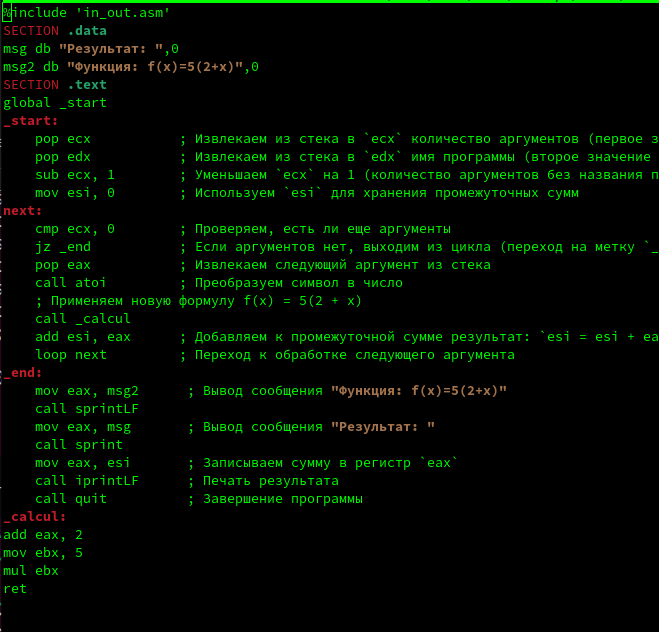 %include 'in_out.asm'
SECTION .data
msg db "Результат: ",0
msg2 db "Функция: f(x)=5(2+x)",0
SECTION .text
global _start
_start:
pop ecx ; Извлекаем из стека в `ecx` количество аргументов (первое з
pop edx ; Извлекаем из стека в `edx` имя программы (второе значение
sub ecx, 1 ; Уменьшаем `ecx` на 1 (количество аргументов без названия п
mov esi, 0 ; Используем `esi` для хранения промежуточных сумм
next:
cmp ecx, 0 ; Проверяем, есть ли еще аргументы
jz _end ; Если аргументов нет, выходим из цикла (переход на метку `_
pop eax ; Извлекаем следующий аргумент из стека
call atoi ; Преобразуем символ в число
; Применяем новую формулу f(x) = 5(2 + x)
call _calcul
add esi, eax ; Добавляем к промежуточной сумме результат: `esi = esi + ea
loop next ; Переход к обработке следующего аргумента
_end:
mov eax, msg2 ; Вывод сообщения "Функция: f(x)=5(2+x)"
call sprintLF
mov eax, msg ; Вывод сообщения "Результат: "
call sprint
mov eax, esi ; Записываем сумму в регистр `eax`
call iprintLF ; Печать результата
call quit ; Завершение программы
_calcul:
add eax, 2
mov ebx, 5
mul ebx
ret